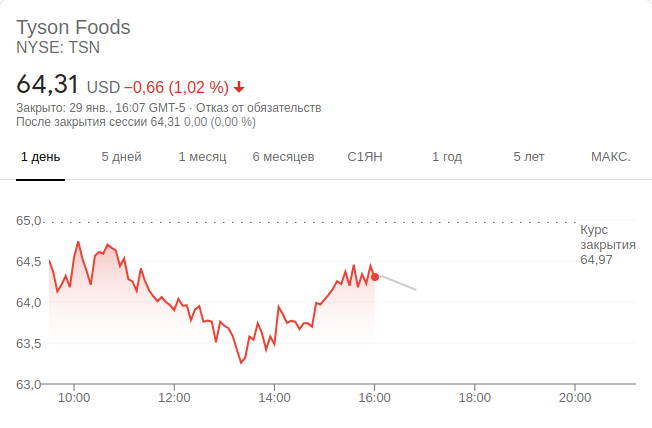 Tyson Foods
NYSE: TSN
64,31 USD −0,66 (1,02 %)
Закрыто: 29 янв., 16:07 GMT-5 · Отказ от обязательств
После закрытия сессии 64,31 0,00 (0,00 %)
1 день 5 дней 1 месяц 6 месяцев С1ЯН 1 год 5 лет МАКС.
65,0
Курс
закрытия
64,97
64,5
64,0
63,5
63,0
10:00 12:00 14:00 16:00 18:00 20:00